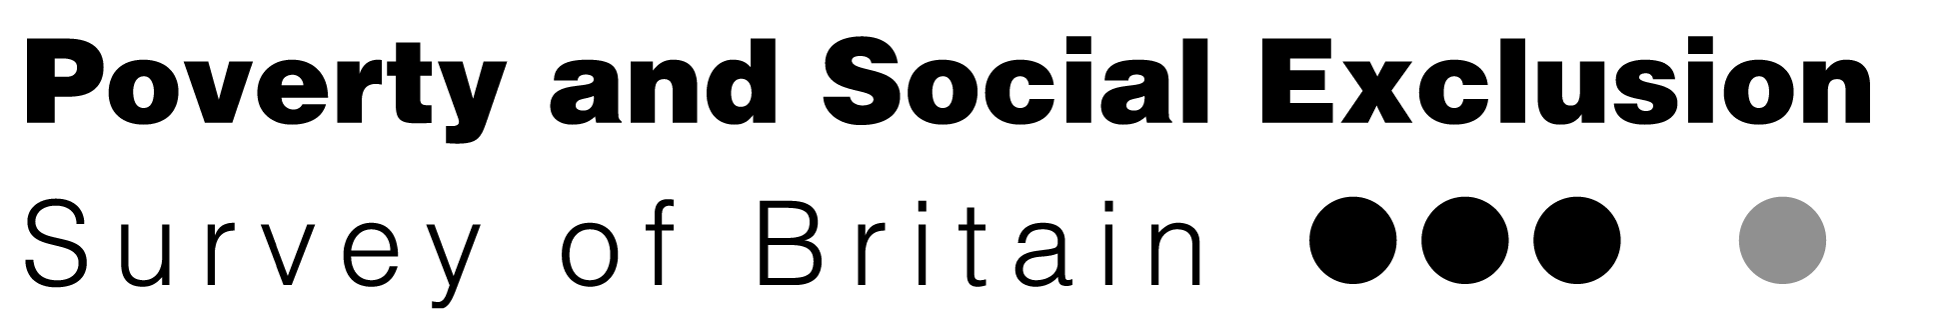 Poverty and Social Exclusion
Survey of Britain